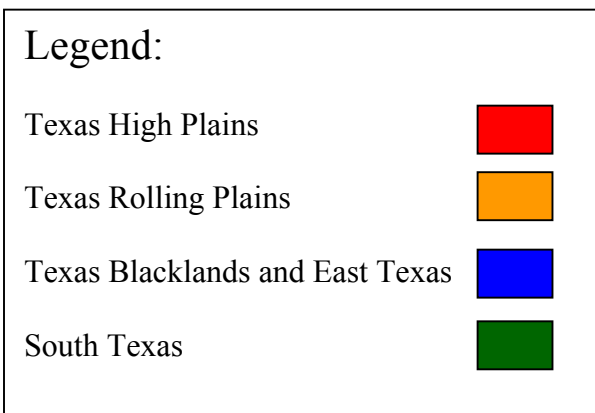 Legend:
Texas High Plains
Texas Rolling Plains
Texas Blacklands and East Texas
South Texas